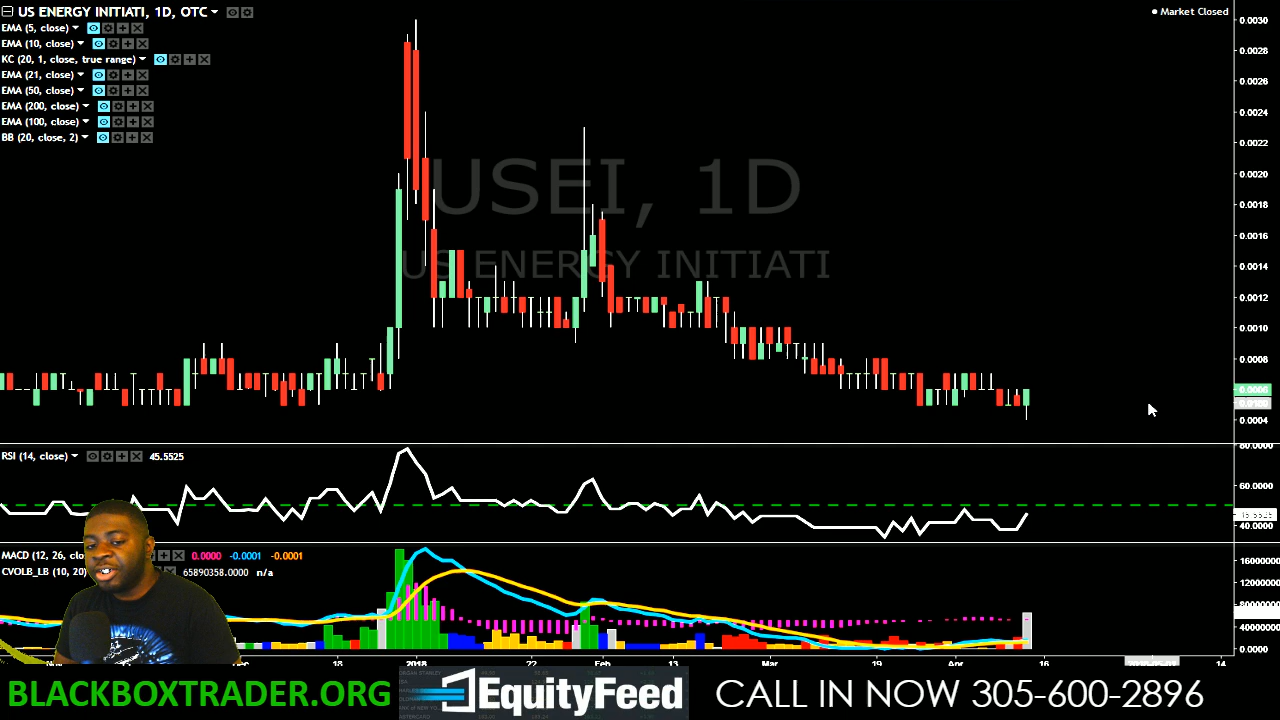 US ENERGY INITIATI, 1D, OTC
Market Closed
EMA (5, close)
EMA (10, close)
KC (20, 1, close, true range)
EMA (21, close)
EMA (50, close)
EMA (200, close)
EMA (100, close)
BB (20, close, 2)
USEI, 1D
US ENERGY INITIATI
0.0030
0.0028
0.0026
0.0024
0.0022
0.0020
0.0018
0.0016
0.0014
0.0012
0.0010
0.0008
0.0006
0.0004
RSI (14, close) 45.5525
80.0000
60.0000
45.5525
40.0000
MACD (12, 26, clo 0.0000 -0.0001 -0.0001
CVOLB_LB (10, 20) 65890358.0000 n/a
0.0000
18 2018 22 Feb 13 Mar 19 Apr 16 14
BLACKBOXTRADER.ORG
EquityFeed
CALL IN NOW 305-600-2896